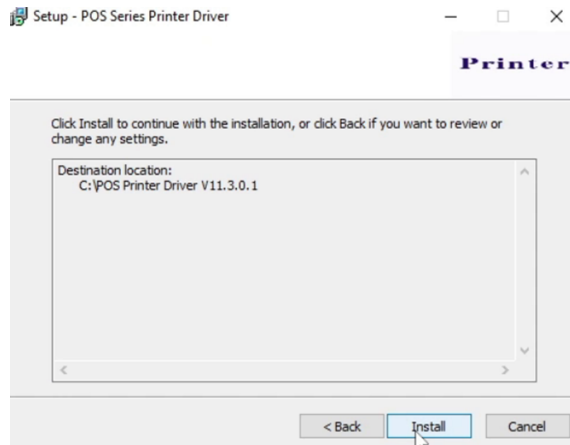 Setup - POS Series Printer Driver
Printer
Click Install to continue with the installation, or click Back if you want to review or
change any settings.
Destination location:
C:\POS Printer Driver V11.3.0.1
< Back
Install
Cancel